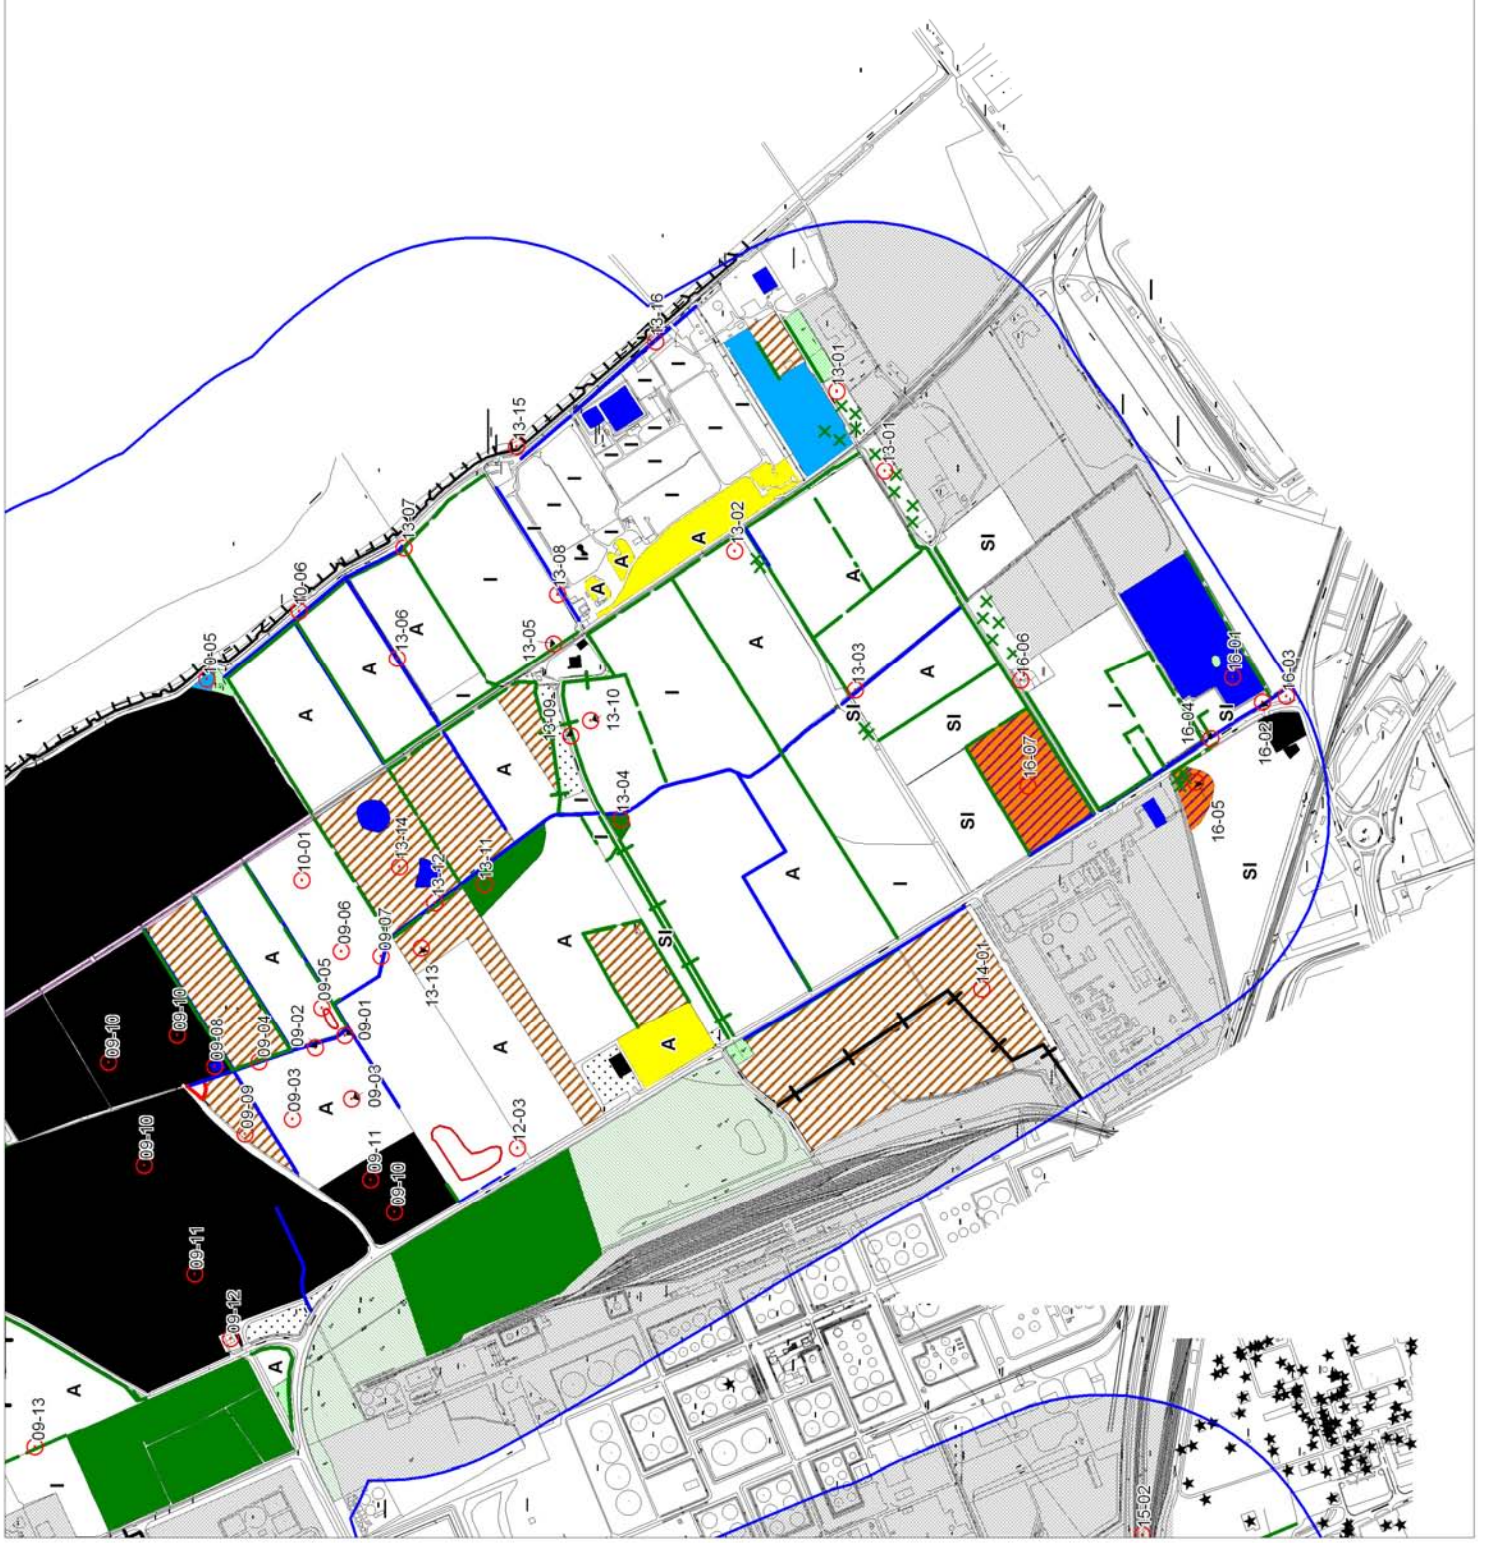 10-05
10-06
13-07
13-15
13-16
13-06
A
A
A
I
I
13-05
13-08
I
I
I
I
I
I
I
I
I
I
I
A
A
A
13-02
13-01
13-01
10-01
13-14
13-12
13-11
A
13-09
13-10
13-04
I
I
I
A
A
13-03
SI
A
SI
SI
SI
16-06
16-07
09-10
09-10
09-08
09-04
09-02
09-05
09-06
09-07
09-01
A
13-13
A
A
SI
A
I
14-01
I
16-04
SI
16-01
16-02
16-03
16-05
SI
09-10
09-09
09-03
A
09-03
09-11
09-10
12-03
A
09-11
09-12
A
09-13
A
I
15-02